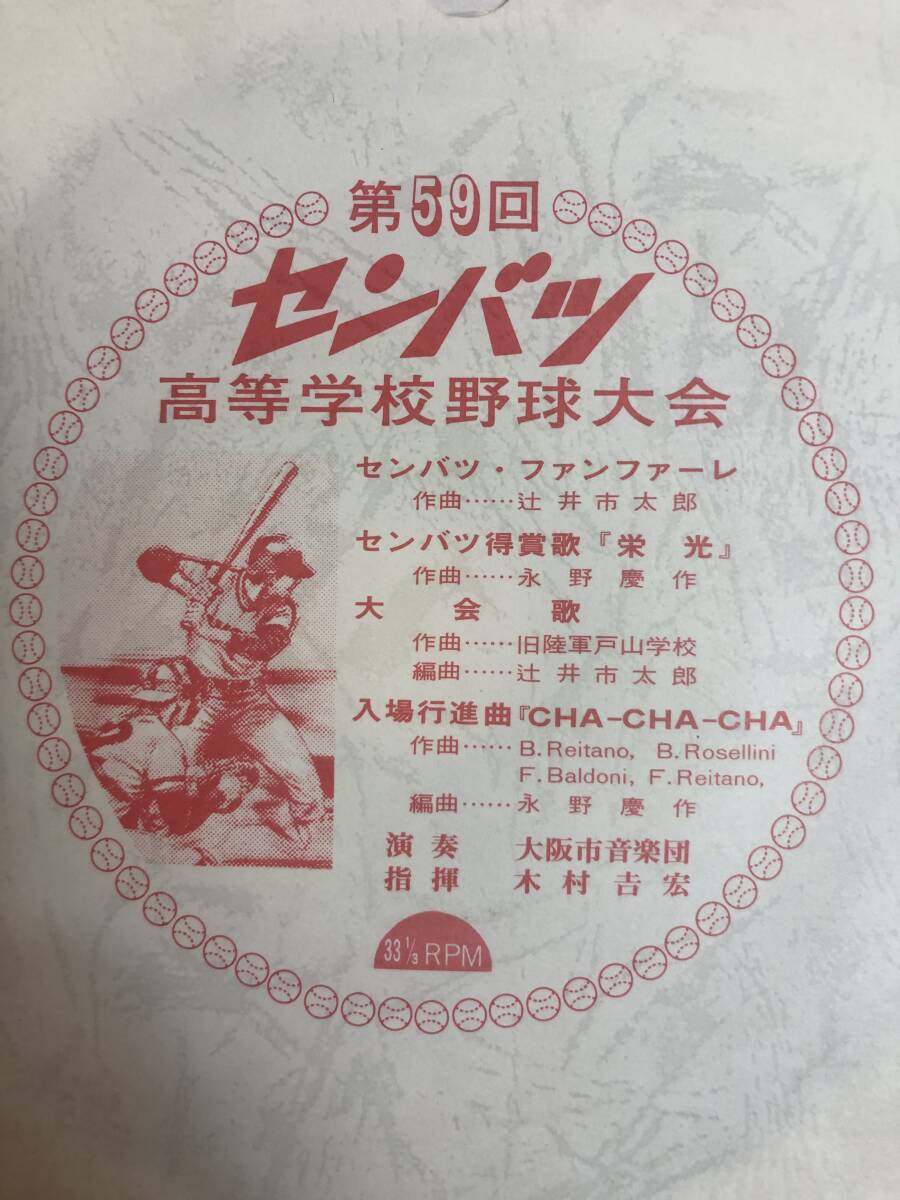 第59回
センバツ
高等学校野球大会
センバツ・ファンファーレ
作曲……辻井市太郎
センバツ得賞歌『栄 光』
作曲……永野慶作
大会歌
作曲……旧陸軍戸山学校
編曲……辻井市太郎
入場行進曲『CHA-CHA-CHA』
作曲…… B. Reitano, B. Rosellini
F. Baldoni, F. Reitano,
編曲……永野慶作
演奏 大阪市音楽団
指揮 木村吉宏
33 1/3 RPM